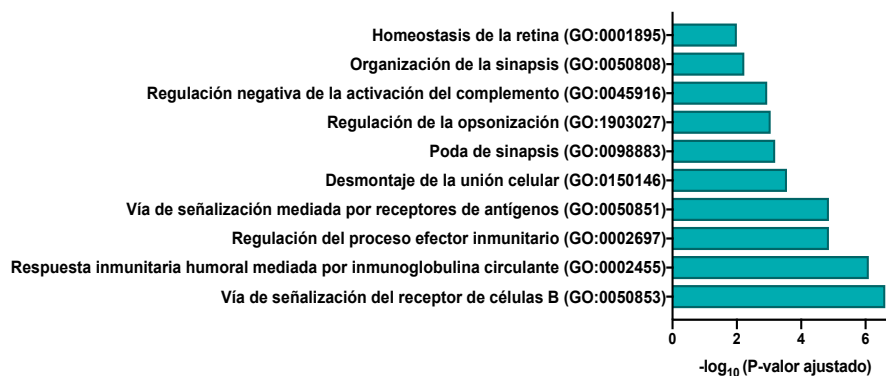 Homeostasis de la retina (GO:0001895)
Organización de la sinapsis (GO:0050808)
Regulación negativa de la activación del complemento (GO:0045916)
Regulación de la opsonización (GO:1903027)
Poda de sinapsis (GO:0098883)
Desmontaje de la unión celular (GO:0150146)
Vía de señalización mediada por receptores de antígenos (GO:0050851)
Regulación del proceso efector inmunitario (GO:0002697)
Respuesta inmunitaria humoral mediada por inmunoglobulina circulante (GO:0002455)
Vía de señalización del receptor de células B (GO:0050853)
0 2 4 6
-log₁₀ (P-valor ajustado)